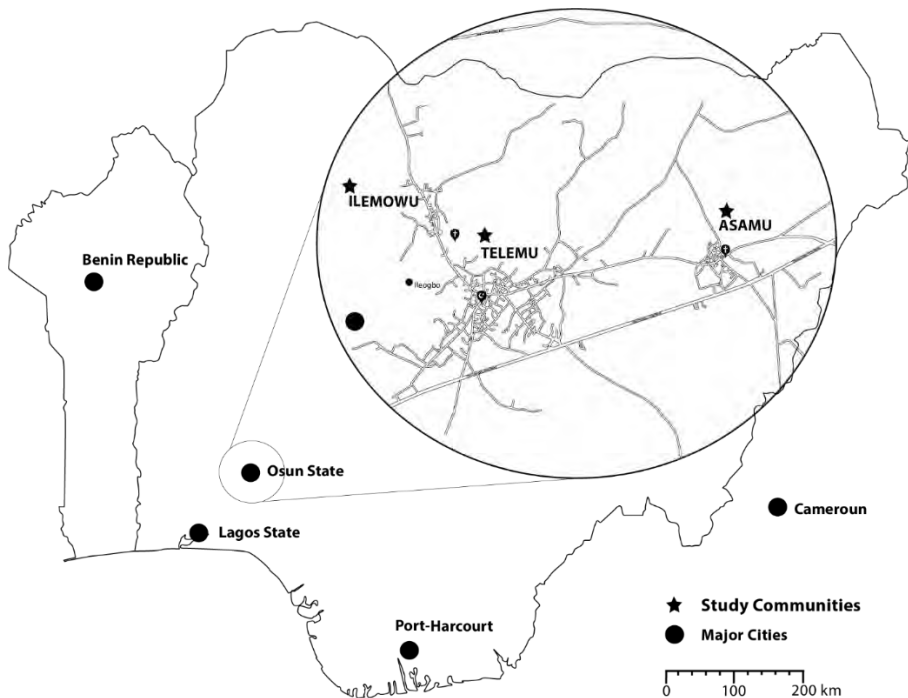 ILEMOWU
ASAMU
TELEMU
Ileogbo
Benin Republic
Osun State
Lagos State
Cameroun
Port-Harcourt
Study Communities
Major Cities
0 100 200 km